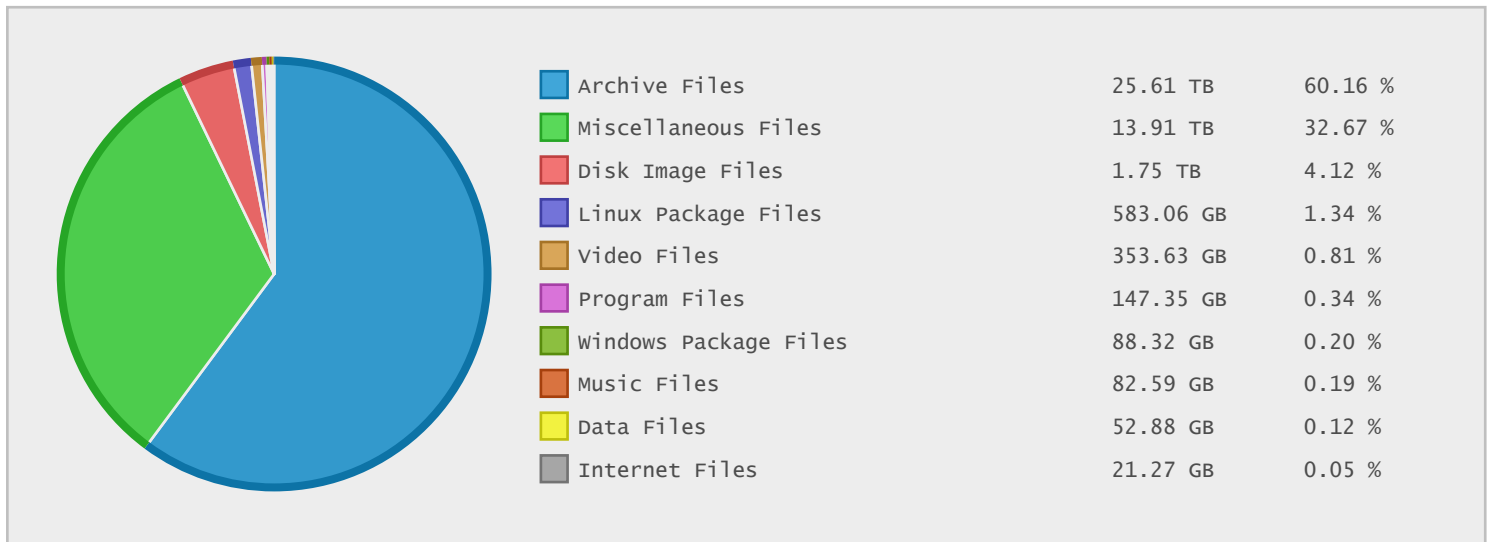 Archive Files 25.61 TB 60.16 %
Miscellaneous Files 13.91 TB 32.67 %
Disk Image Files 1.75 TB 4.12 %
Linux Package Files 583.06 GB 1.34 %
Video Files 353.63 GB 0.81 %
Program Files 147.35 GB 0.34 %
Windows Package Files 88.32 GB 0.20 %
Music Files 82.59 GB 0.19 %
Data Files 52.88 GB 0.12 %
Internet Files 21.27 GB 0.05 %